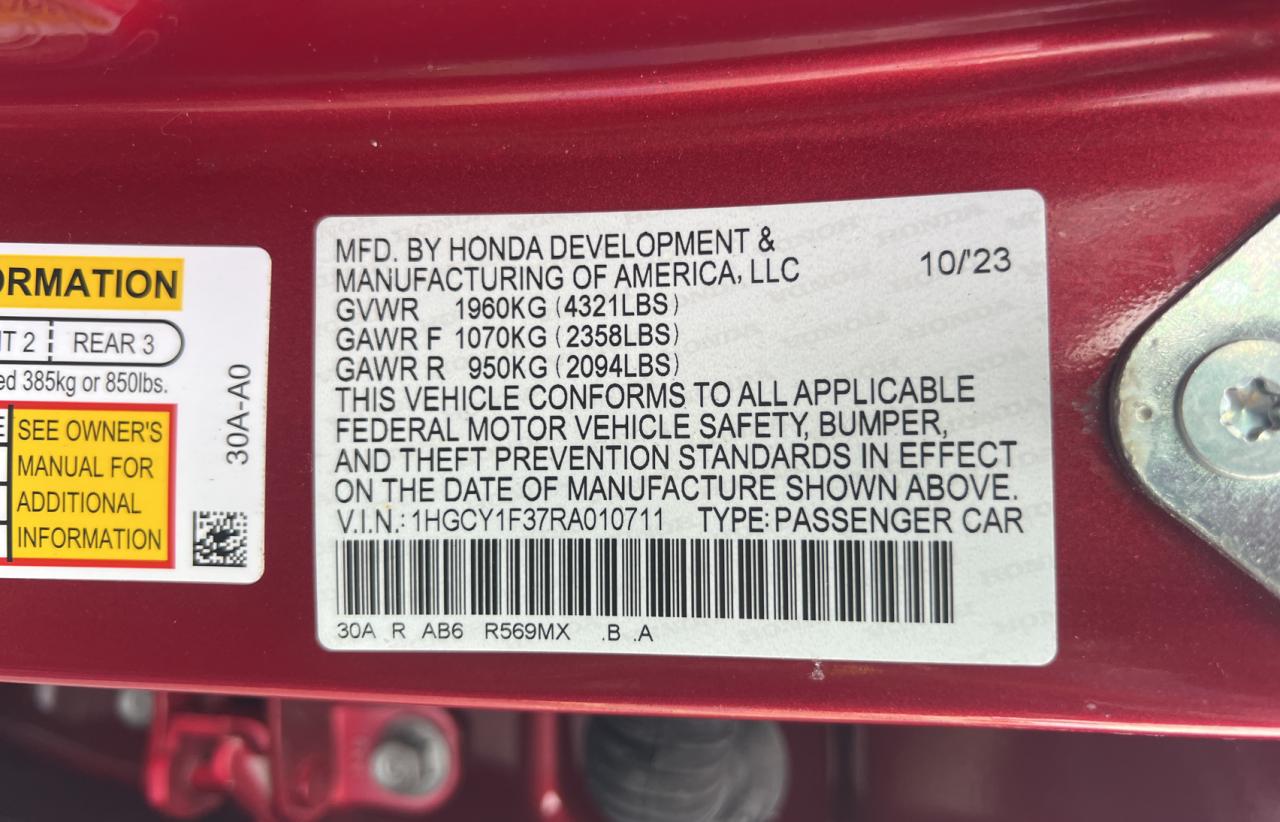 ORMATION
T 2 REAR 3
ed 385kg or 850lbs.
SEE OWNER'S
MANUAL FOR
ADDITIONAL
INFORMATION
30A-A0
MFD. BY HONDA DEVELOPMENT &
MANUFACTURING OF AMERICA, LLC
10/'23
GVWR 1960KG (4321LBS)
GAWR F 1070KG (2358LBS)
GAWR R 950KG (2094LBS)
THIS VEHICLE CONFORMS TO ALL APPLICABLE
FEDERAL MOTOR VEHICLE SAFETY, BUMPER,
AND THEFT PREVENTION STANDARDS IN EFFECT
ON THE DATE OF MANUFACTURE SHOWN ABOVE.
V.I.N.: 1HGCY1F37RA010711 TYPE: PASSENGER CAR
30A R AB6 R569MX .B .A